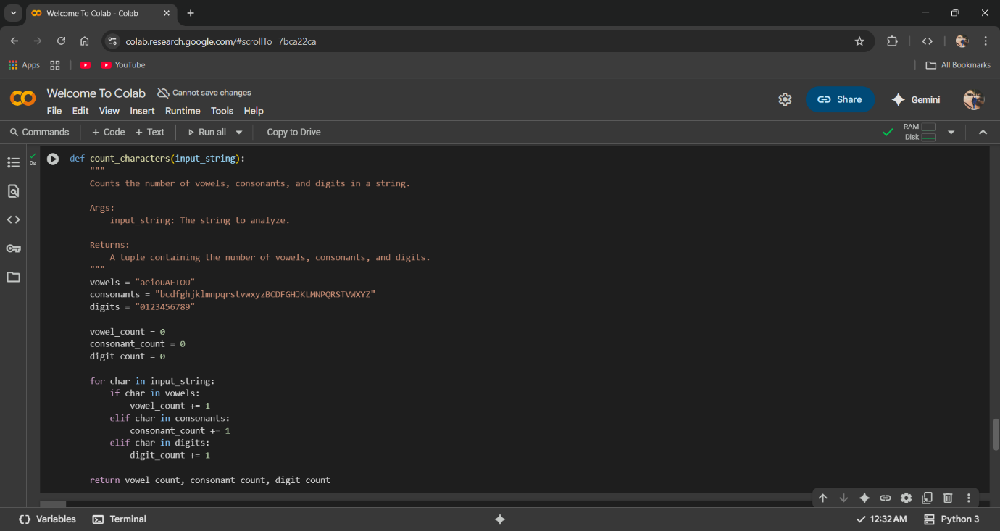 Welcome To Colab - Colab
colab.research.google.com/#scrollTo=7bca22ca
Apps
YouTube
All Bookmarks
Welcome To Colab
Cannot save changes
File Edit View Insert Runtime Tools Help
Share
Gemini
Commands
+ Code + Text
Run all
Copy to Drive
RAM
Disk
0s
def count_characters(input_string):
"""
Counts the number of vowels, consonants, and digits in a string.
Args:
input_string: The string to analyze.
Returns:
A tuple containing the number of vowels, consonants, and digits.
"""
vowels = "aeiouAEIOU"
consonants = "bcdfghjklmnpqrstvwxyzBCDFGHJKLMNPQRSTVWXYZ"
digits = "0123456789"
vowel_count = 0
consonant_count = 0
digit_count = 0
for char in input_string:
if char in vowels:
vowel_count += 1
elif char in consonants:
consonant_count += 1
elif char in digits:
digit_count += 1
return vowel_count, consonant_count, digit_count
Variables
Terminal
12:32 AM
Python 3